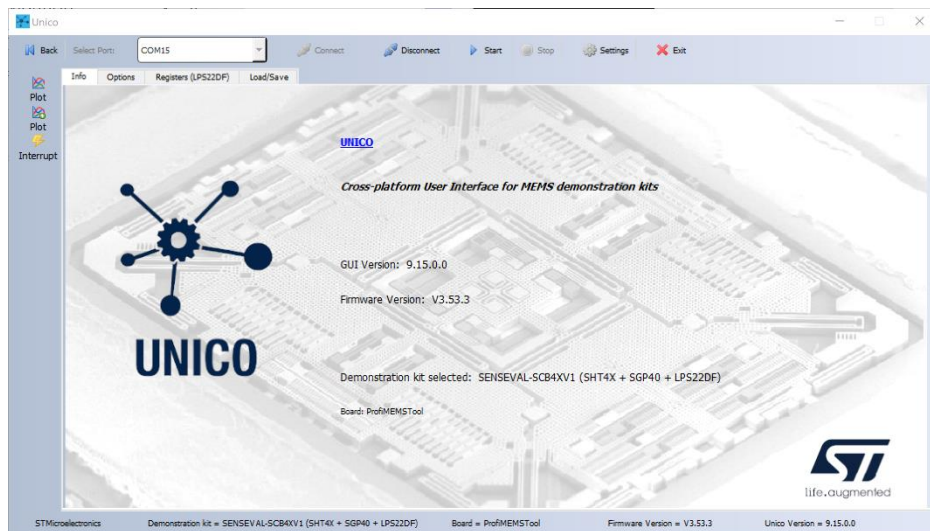 Unico
Back Select Port: COM15 Connect Disconnect Start Stop Settings Exit
Info Options Registers (LPS22DF) Load/Save
Plot
Plot
Interrupt
UNICO
Cross-platform User Interface for MEMS demonstration kits
GUI Version: 9.15.0.0
Firmware Version: V3.53.3
UNICO
Demonstration kit selected: SENSEVAL-SCB4XV1 (SHT4X + SGP40 + LPS22DF)
Board: ProfiMEMSTool
ST
life.augmented
STMicroelectronics Demonstration kit = SENSEVAL-SCB4XV1 (SHT4X + SGP40 + LPS22DF) Board = ProfiMEMSTool Firmware Version = V3.53.3 Unico Version = 9.15.0.0